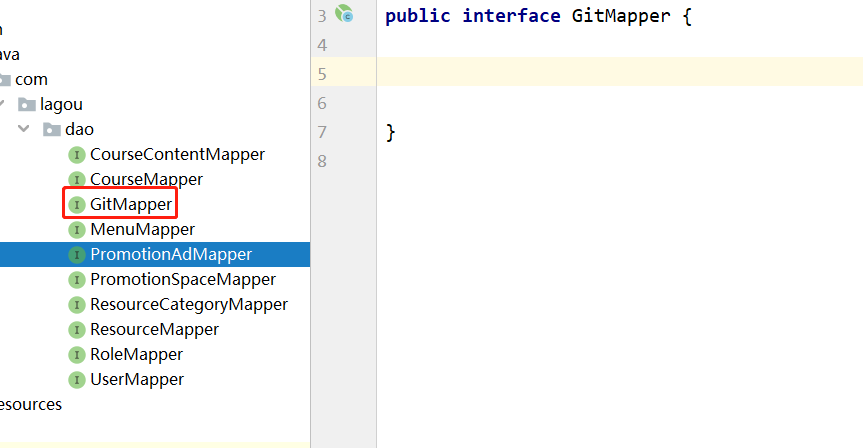 ava
com
lagou
dao
CourseContentMapper
CourseMapper
GitMapper
MenuMapper
PromotionAdMapper
PromotionSpaceMapper
ResourceCategoryMapper
ResourceMapper
RoleMapper
UserMapper
esources
3 public interface GitMapper {
4
5
6
7 }
8